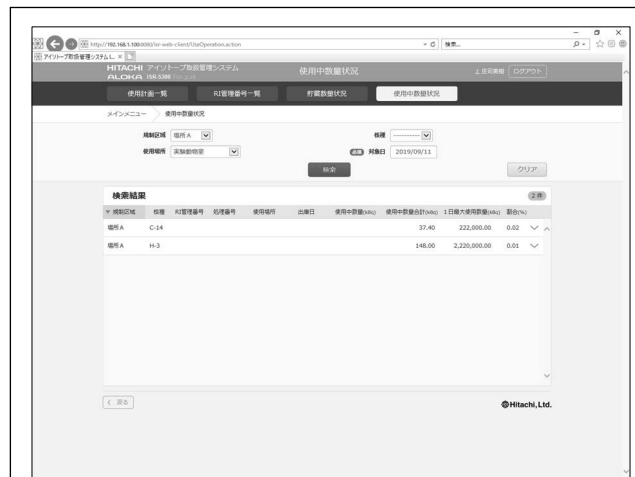 http://192.168.1.100:8080/isr-web-client/UseOperation.action
検索...
アイソトープ取扱管理システム L... ×
HITACHI アイソトープ取扱管理システム
ALOKA ISR-5300
使用中数量状況
ログアウト
使用計画一覧 RI管理番号一覧 貯蔵数量状況 使用中数量状況
メインメニュー 使用中数量状況
規制区域 場所 A 核種 ----------
使用場所 実験動物室 必須 対象日 2019/09/11
検索 クリア
検索結果 2 件
▼ 規制区域 核種 RI管理番号 処理番号 使用場所 出庫日 使用中数量(kBq) 使用中数量合計(kBq) 1日最大使用数量(kBq) 割合(%)
場所 A C-14 37.40 222,000.00 0.02
場所 A H-3 148.00 2,220,000.00 0.01
戻る
Hitachi, Ltd.